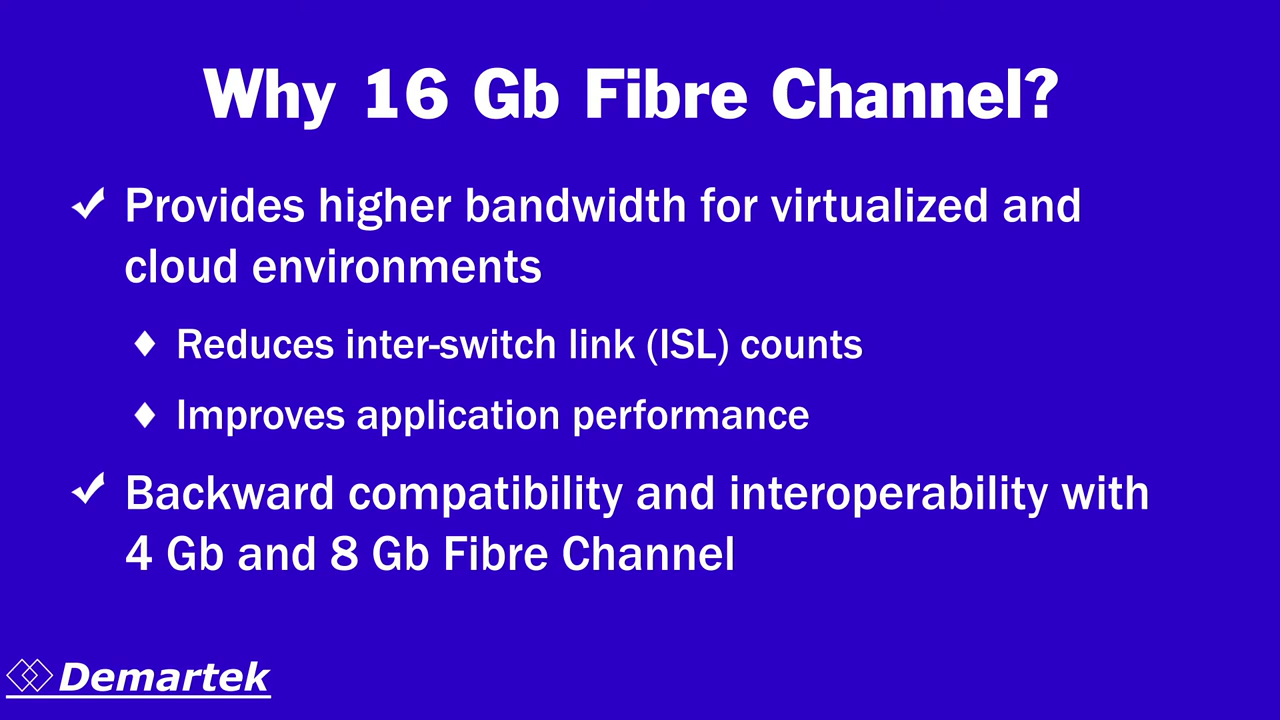 Why 16 Gb Fibre Channel?
Provides higher bandwidth for virtualized and
cloud environments
Reduces inter-switch link (ISL) counts
Improves application performance
Backward compatibility and interoperability with
4 Gb and 8 Gb Fibre Channel
Demartek